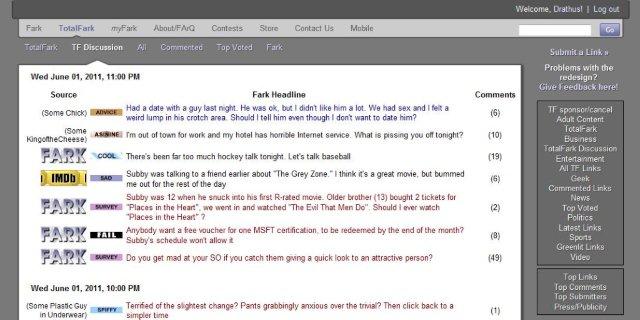 Welcome, Drathus! | Log out
Fark TotalFark myFark About/FArQ Contests Store Contact Us Mobile Go
TotalFark TF Discussion All Commented Top Voted Fark
Submit a Link »
Problems with the
redesign?
Give Feedback here!
Wed June 01, 2011, 11:00 PM
Source Fark Headline Comments
(Some Chick) ADVICE Had a date with a guy last night. He was ok, but I didn't like him a lot. We had sex and I felt a
weird lump in his crotch area. Should I tell him even though I don't want to date him? (6)
(Some
KingoftheCheese) ASININE I'm out of town for work and my hotel has horrible Internet service. What is pissing you off tonight? (10)
FARK COOL There's been far too much hockey talk tonight. Let's talk baseball (19)
IMDb SAD Subby was talking to a friend earlier about "The Grey Zone." I think it's a great movie, but bummed
me out for the rest of the day (4)
FARK SURVEY Subby was 12 when he snuck into his first R-rated movie. Older brother (13) bought 2 tickets for
"Places in the Heart", we went in and watched "The Evil That Men Do". Should I ever watch
"Places in the Heart" ? (2)
FARK FAIL Anybody want a free voucher for one MSFT certification, to be redeemed by the end of the month?
Subby's schedule won't allow it (8)
FARK SURVEY Do you get mad at your SO if you catch them giving a quick look to an attractive person? (49)
Wed June 01, 2011, 10:00 PM
(Some Plastic Guy
in Underwear) SPIFFY Terrified of the slightest change? Pants grabbingly anxious over the trivial? Then click back to a
simpler time (1)
TF sponsor/cancel
Adult Content
TotalFark
Business
TotalFark Discussion
Entertainment
All TF Links
Geek
Commented Links
News
Top Voted
Politics
Latest Links
Sports
Greenlit Links
Video
Top Links
Top Comments
Top Submitters
Press/Publicity